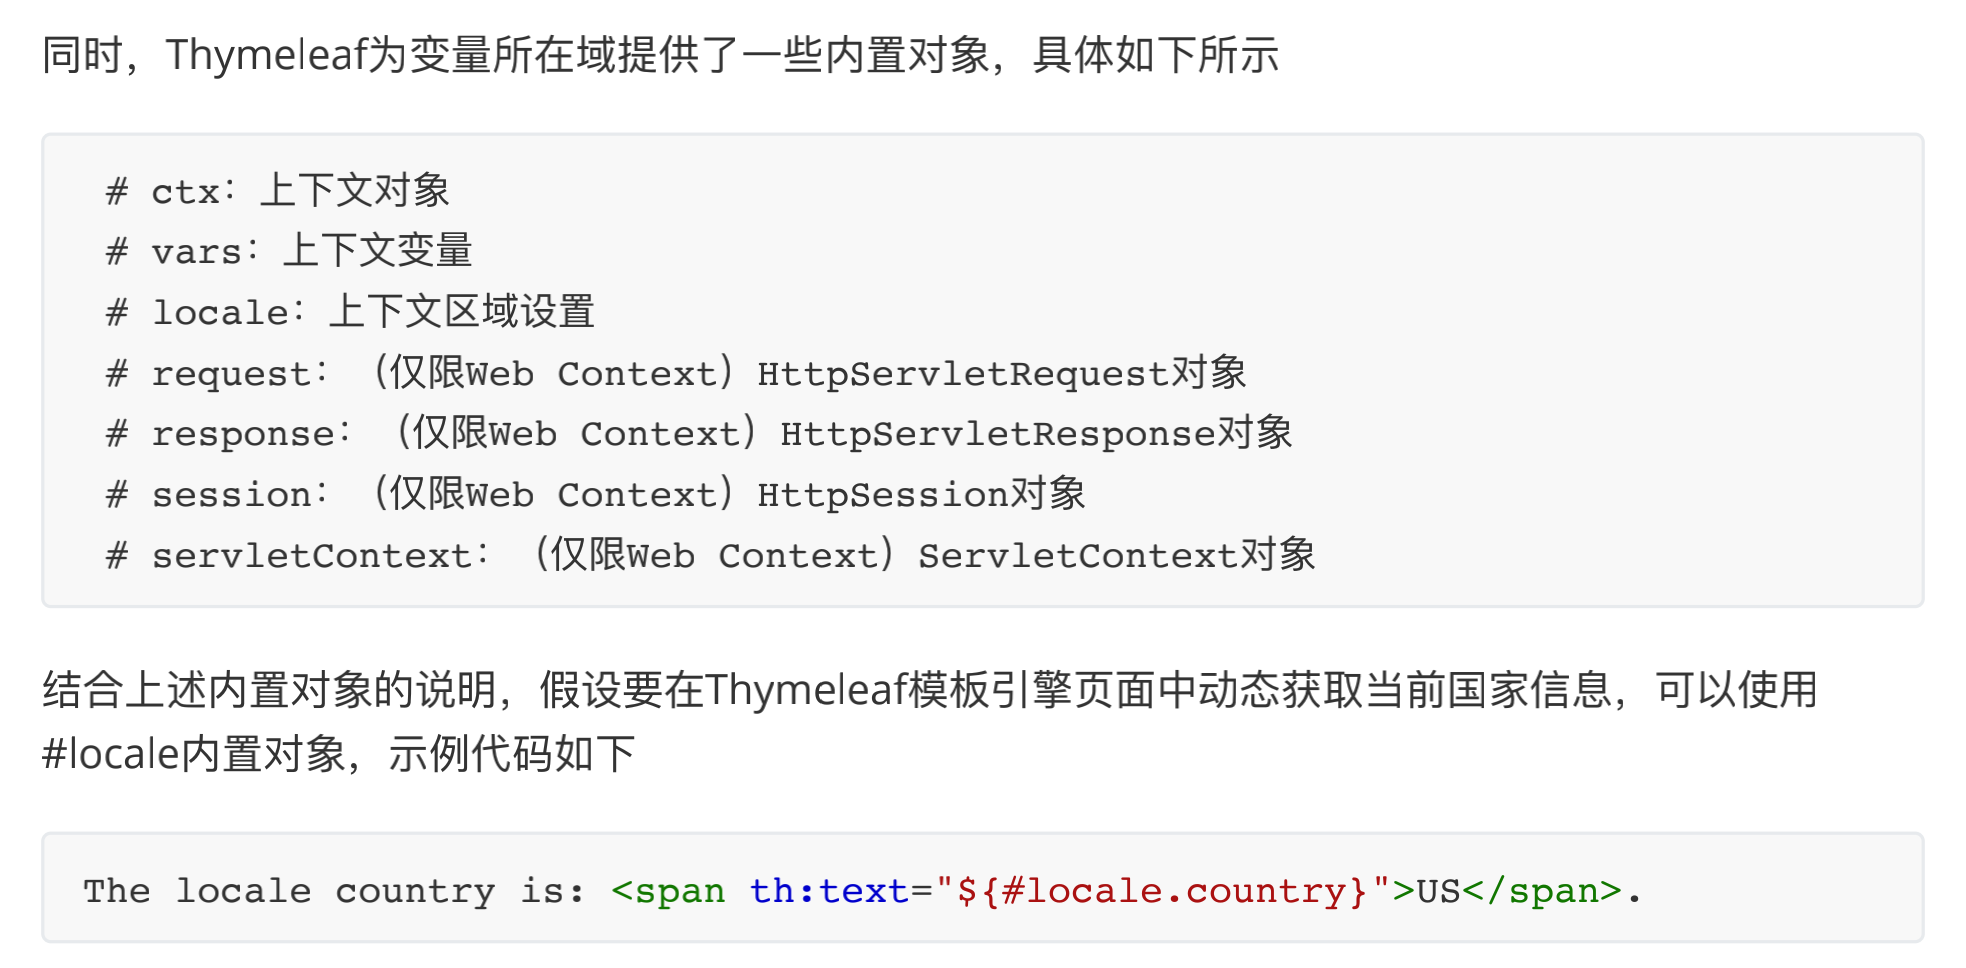 同时，Thymeleaf为变量所在域提供了一些内置对象，具体如下所示
# ctx：上下文对象
# vars：上下文变量
# locale：上下文区域设置
# request：（仅限Web Context）HttpServletRequest对象
# response：（仅限Web Context）HttpServletResponse对象
# session：（仅限Web Context）HttpSession对象
# servletContext：（仅限Web Context）ServletContext对象
结合上述内置对象的说明，假设要在Thymeleaf模板引擎页面中动态获取当前国家信息，可以使用
#locale内置对象，示例代码如下
The locale country is: <span th:text="${#locale.country}">US</span>.